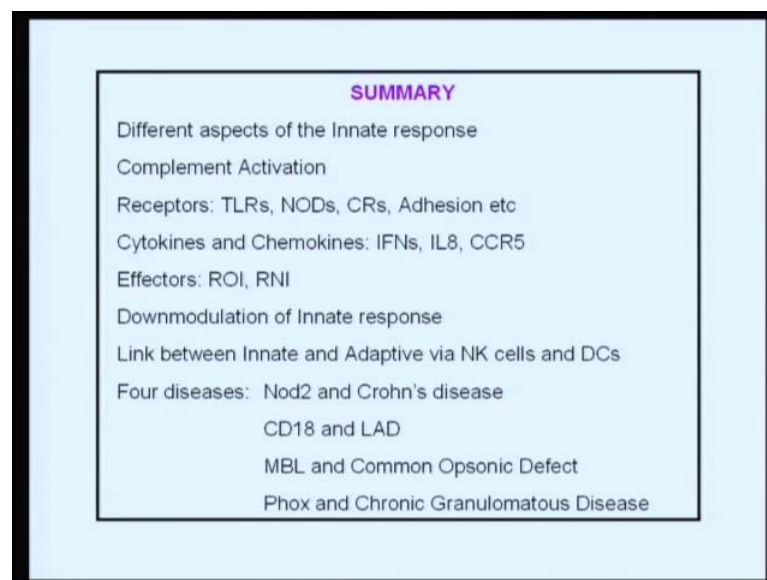 SUMMARY
Different aspects of the Innate response
Complement Activation
Receptors: TLRs, NODs, CRs, Adhesion etc
Cytokines and Chemokines: IFNs, IL8, CCR5
Effectors: ROI, RNI
Downmodulation of Innate response
Link between Innate and Adaptive via NK cells and DCs
Four diseases: Nod2 and Crohn's disease
CD18 and LAD
MBL and Common Opsonic Defect
Phox and Chronic Granulomatous Disease